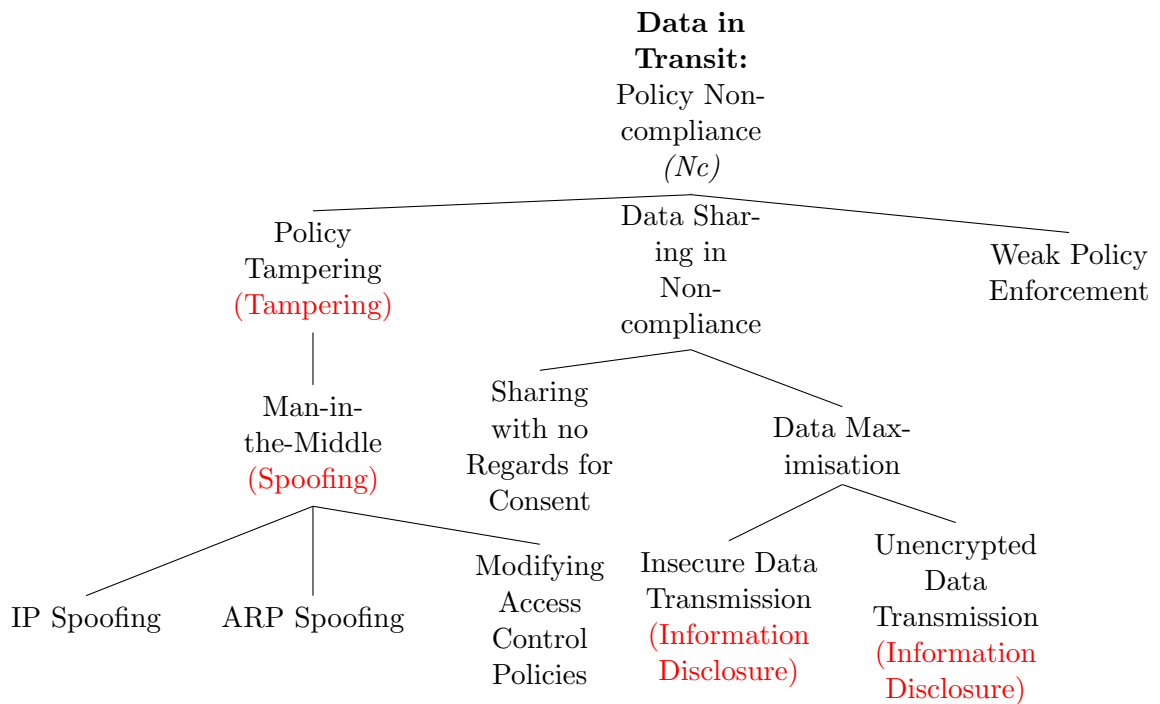 Data in
Transit:
Policy Non-
compliance
(Nc)
Policy
Tampering
(Tampering)
Data Shar-
ing in
Non-
compliance
Weak Policy
Enforcement
Man-in-
the-Middle
(Spoofing)
Sharing
with no
Regards for
Consent
Data Max-
imisation
IP Spoofing
ARP Spoofing
Modifying
Access
Control
Policies
Insecure Data
Transmission
(Information
Disclosure)
Unencrypted
Data
Transmission
(Information
Disclosure)